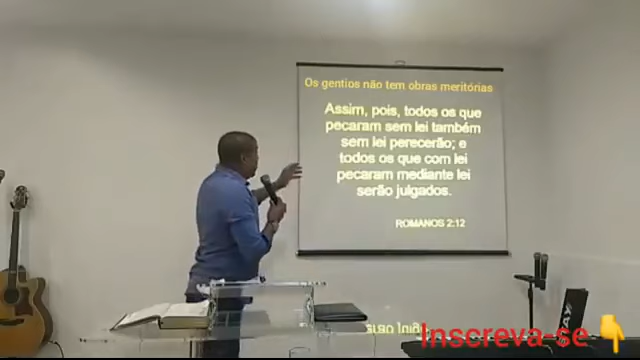 Os gentios não tem obras meritórias
Assim, pois, todos os que
pecaram sem lei também
sem lei perecerão; e
todos os que com lei
pecaram mediante lei
serão julgados.
ROMANOS 2:12
Inscreva-se👇